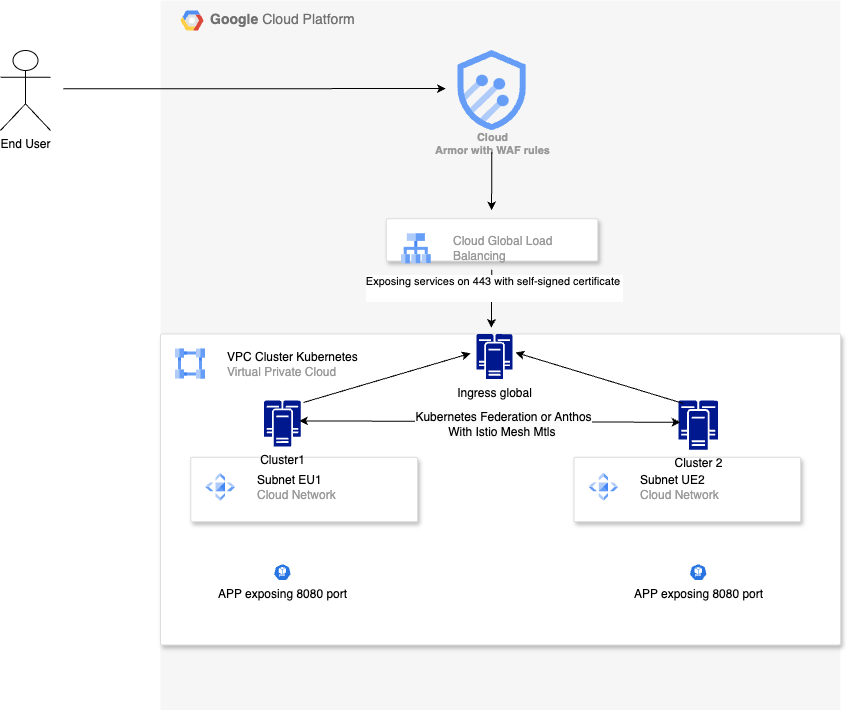 Google Cloud Platform
End User
Cloud
Armor with WAF rules
Cloud Global Load
Balancing
Exposing services on 443 with self-signed certificate
VPC Cluster Kubernetes
Virtual Private Cloud
Ingress global
Kubernetes Federation or Anthos
With Istio Mesh Mtls
Cluster1
Subnet EU1
Cloud Network
Cluster 2
Subnet UE2
Cloud Network
APP exposing 8080 port
APP exposing 8080 port